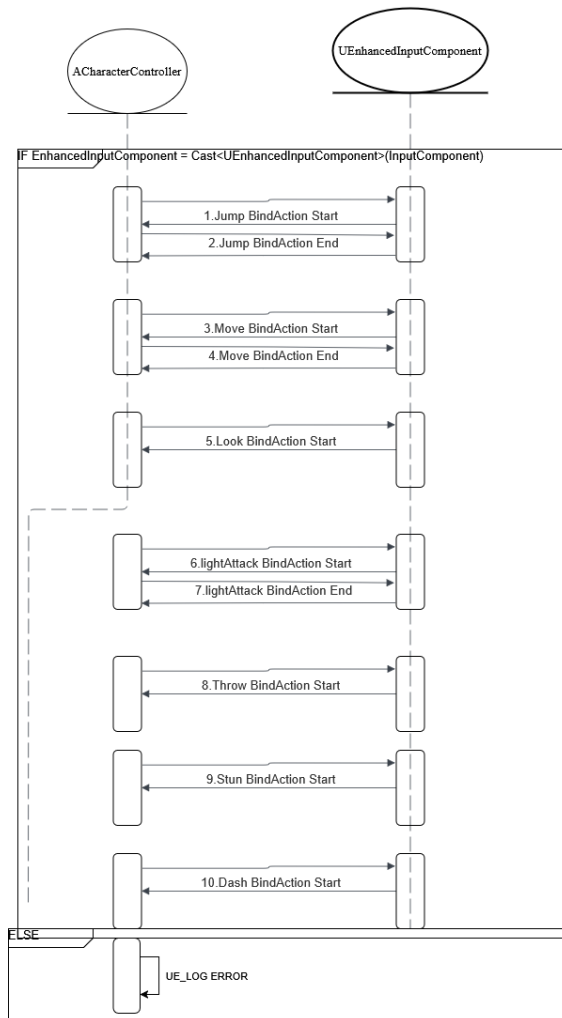 ACharacterController
UEnhancedInputComponent
IF EnhancedInputComponent = Cast<UEnhancedInputComponent>(InputComponent)
1.Jump BindAction Start
2.Jump BindAction End
3.Move BindAction Start
4.Move BindAction End
5.Look BindAction Start
6.lightAttack BindAction Start
7.lightAttack BindAction End
8.Throw BindAction Start
9.Stun BindAction Start
10.Dash BindAction Start
ELSE
UE_LOG ERROR